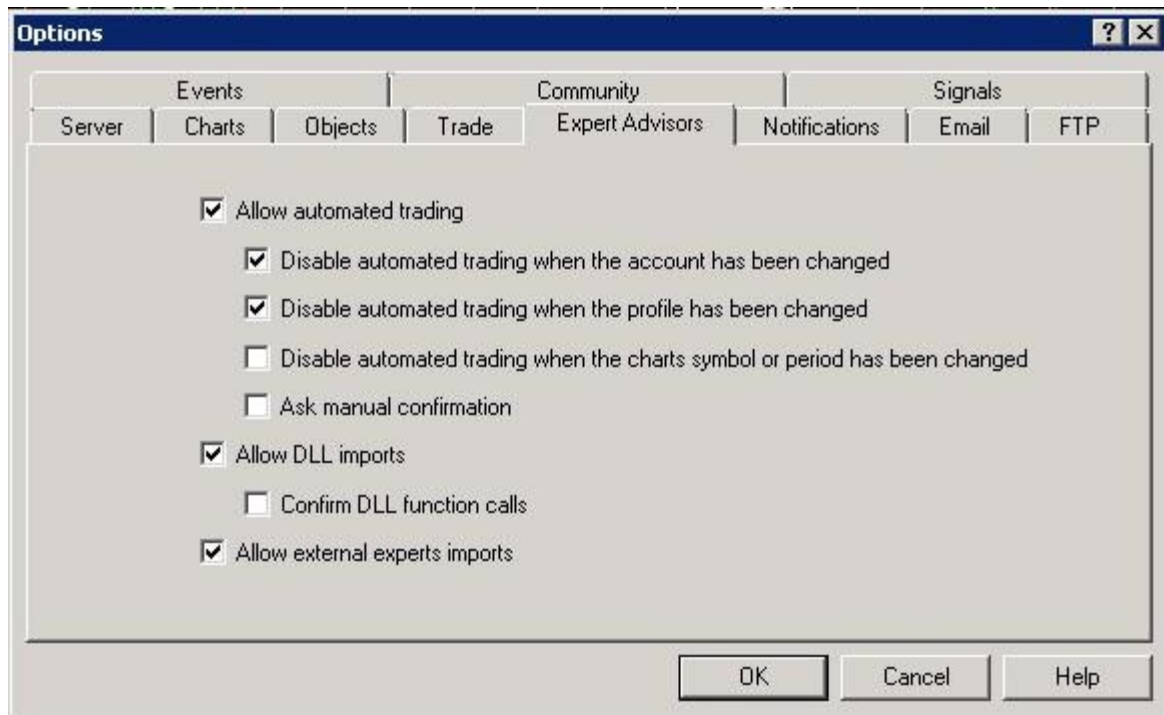 Options
Events Community Signals
Server Charts Objects Trade Expert Advisors Notifications Email FTP
Allow automated trading
Disable automated trading when the account has been changed
Disable automated trading when the profile has been changed
Disable automated trading when the charts symbol or period has been changed
Ask manual confirmation
Allow DLL imports
Confirm DLL function calls
Allow external experts imports
OK Cancel Help